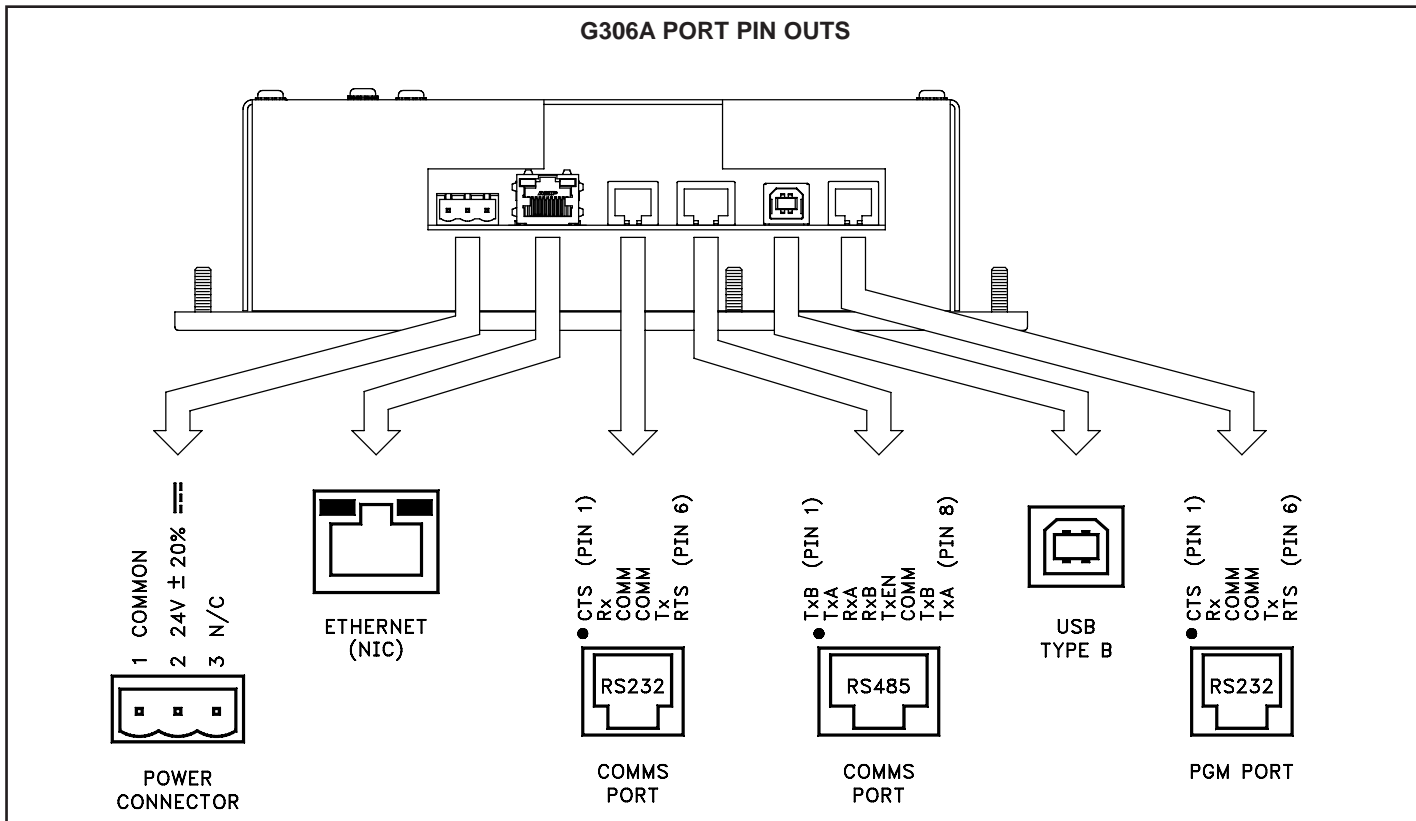 G306A PORT PIN OUTS
1 COMMON
2 24V ± 20% ⎓
3 N/C
POWER
CONNECTOR
ETHERNET
(NIC)
CTS (PIN 1)
Rx
COMM
COMM
Tx
RTS (PIN 6)
RS232
COMMS
PORT
TxB (PIN 1)
TxA
RxA
RxB
TxEN
COMM
TxB
TxA (PIN 8)
RS485
COMMS
PORT
USB
TYPE B
CTS (PIN 1)
Rx
COMM
COMM
Tx
RTS (PIN 6)
RS232
PGM PORT